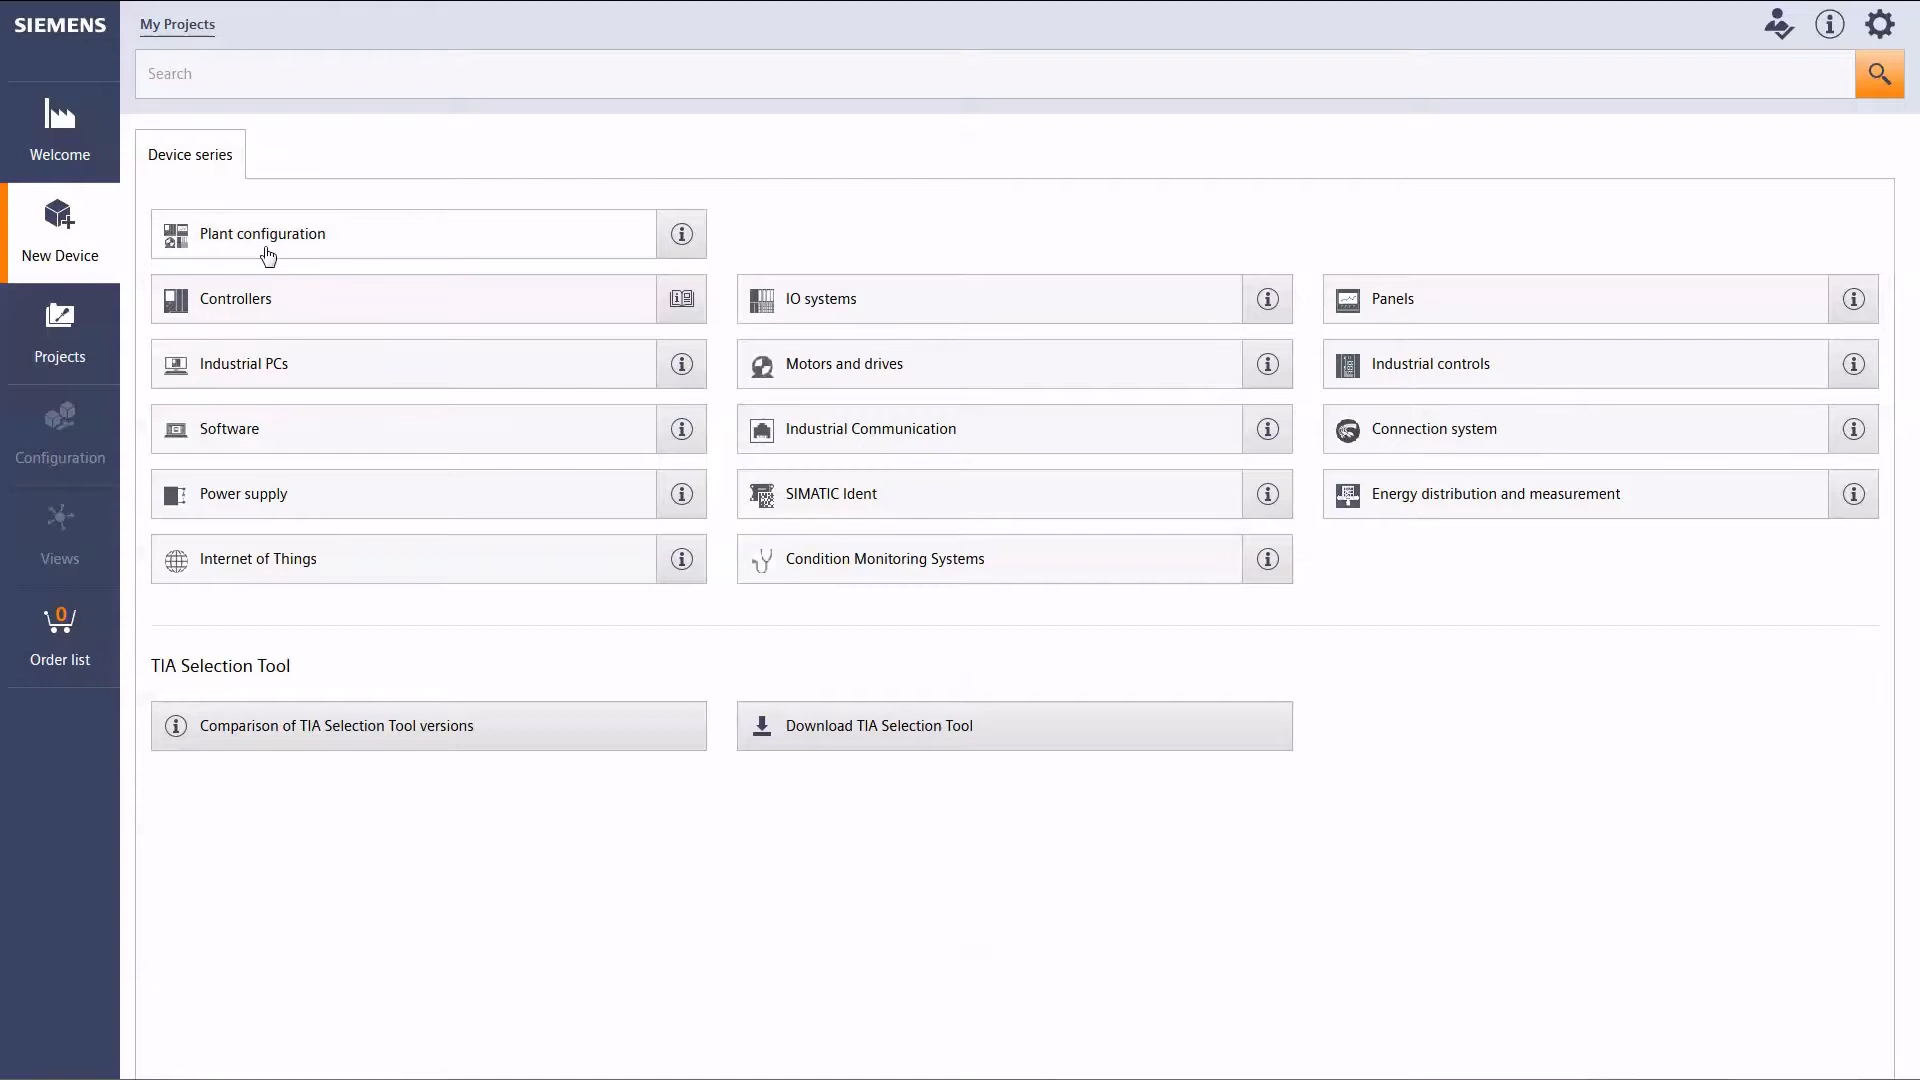 SIEMENS
My Projects
Search
Welcome
New Device
Projects
Configuration
Views
0
Order list
Device series
Plant configuration
Controllers
IO systems
Panels
Industrial PCs
Motors and drives
Industrial controls
Software
Industrial Communication
Connection system
Power supply
SIMATIC Ident
Energy distribution and measurement
Internet of Things
Condition Monitoring Systems
TIA Selection Tool
Comparison of TIA Selection Tool versions
Download TIA Selection Tool